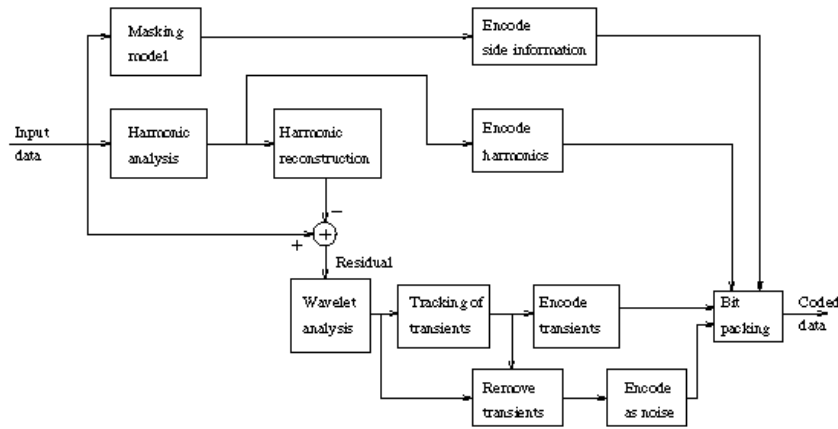 Masking
model
Encode
side information
Input
data
Harmonic
analysis
Harmonic
reconstruction
Encode
harmonics
−
+
+
Residual
Wavelet
analysis
Tracking of
transients
Encode
transients
Bit
packing
Coded
data
Remove
transients
Encode
as noise